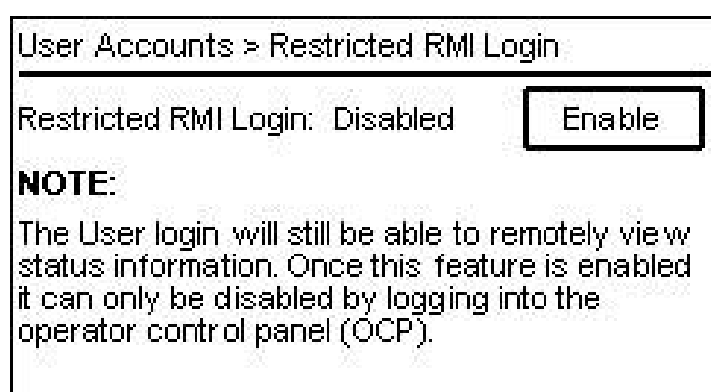 User Accounts > Restricted RMI Login
Restricted RMI Login: Disabled Enable
NOTE:
The User login will still be able to remotely view
status information. Once this feature is enabled
it can only be disabled by logging into the
operator control panel (OCP).